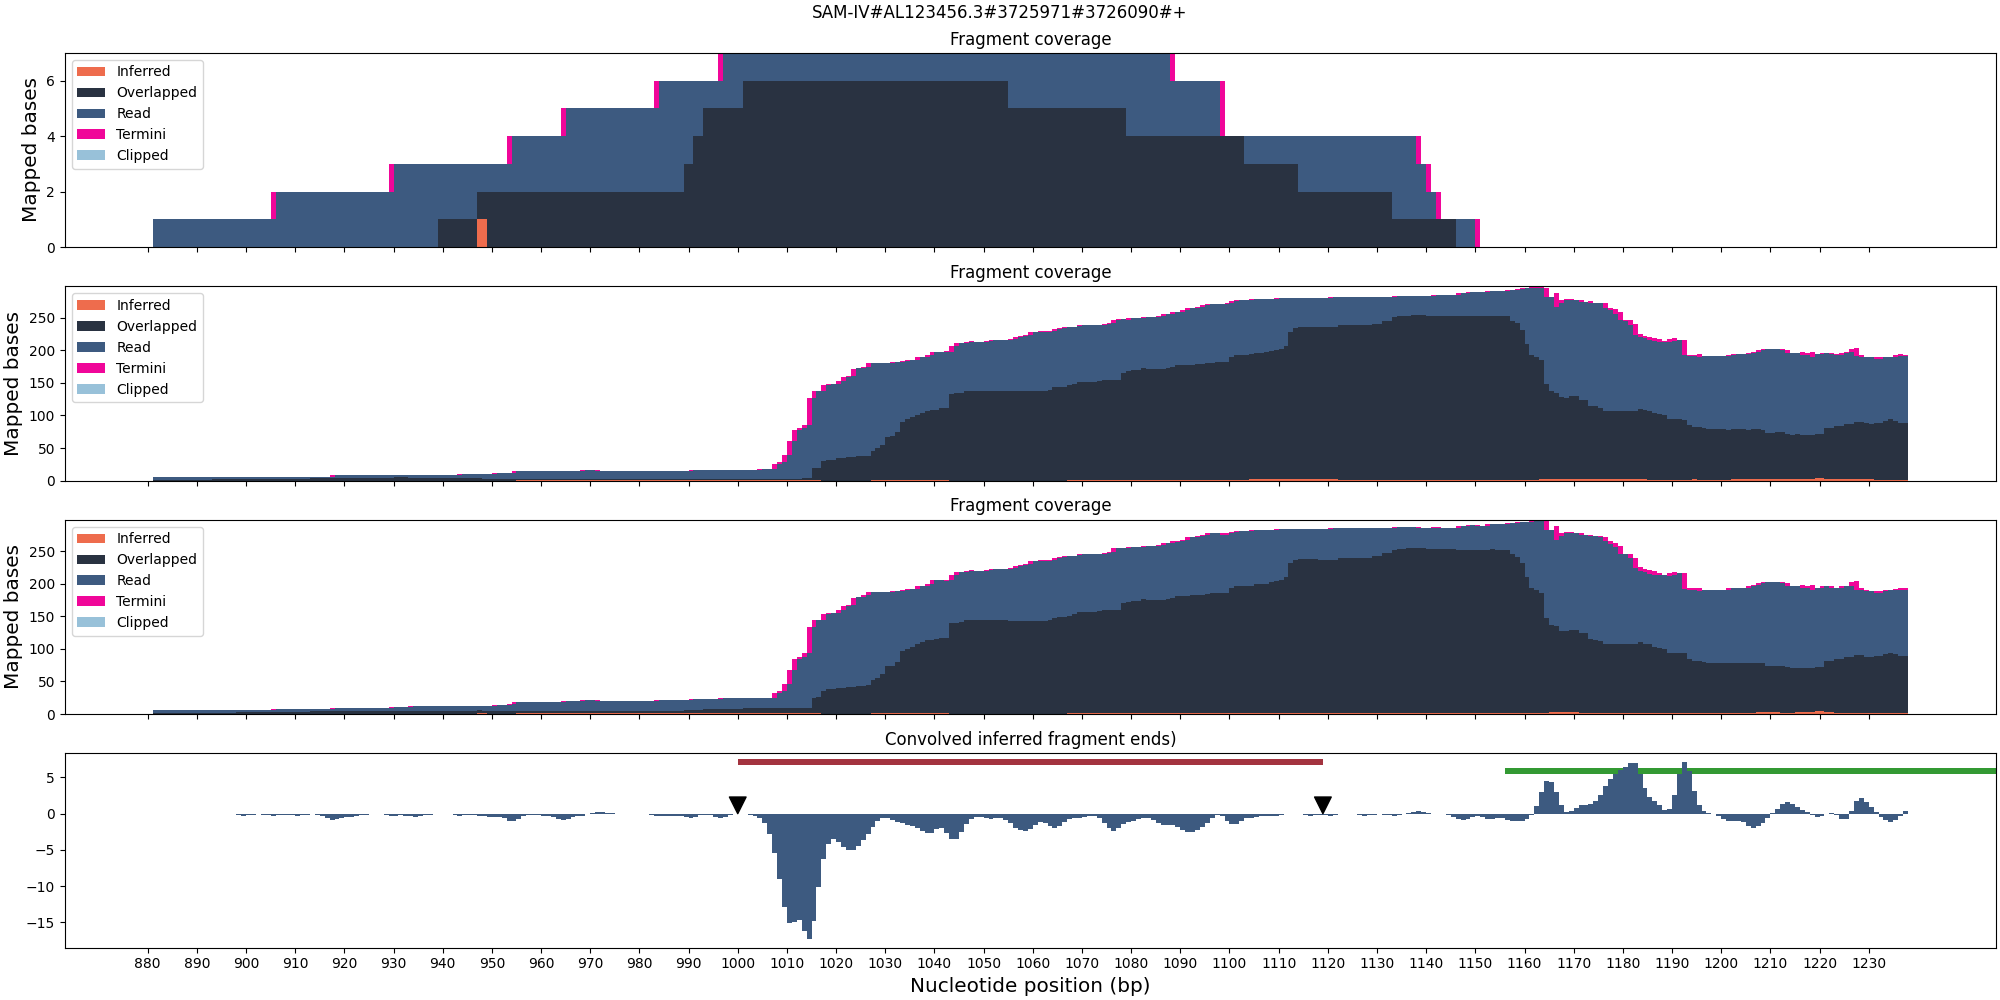 SAM-IV#AL123456.3#3725971#3726090#+
Fragment coverage
Mapped bases
6
4
2
0
Inferred
Overlapped
Read
Termini
Clipped
Fragment coverage
Mapped bases
250
200
150
100
50
0
Inferred
Overlapped
Read
Termini
Clipped
Fragment coverage
Mapped bases
250
200
150
100
50
0
Inferred
Overlapped
Read
Termini
Clipped
Convolved inferred fragment ends)
5
0
−5
−10
−15
880 890 900 910 920 930 940 950 960 970 980 990 1000 1010 1020 1030 1040 1050 1060 1070 1080 1090 1100 1110 1120 1130 1140 1150 1160 1170 1180 1190 1200 1210 1220 1230
Nucleotide position (bp)